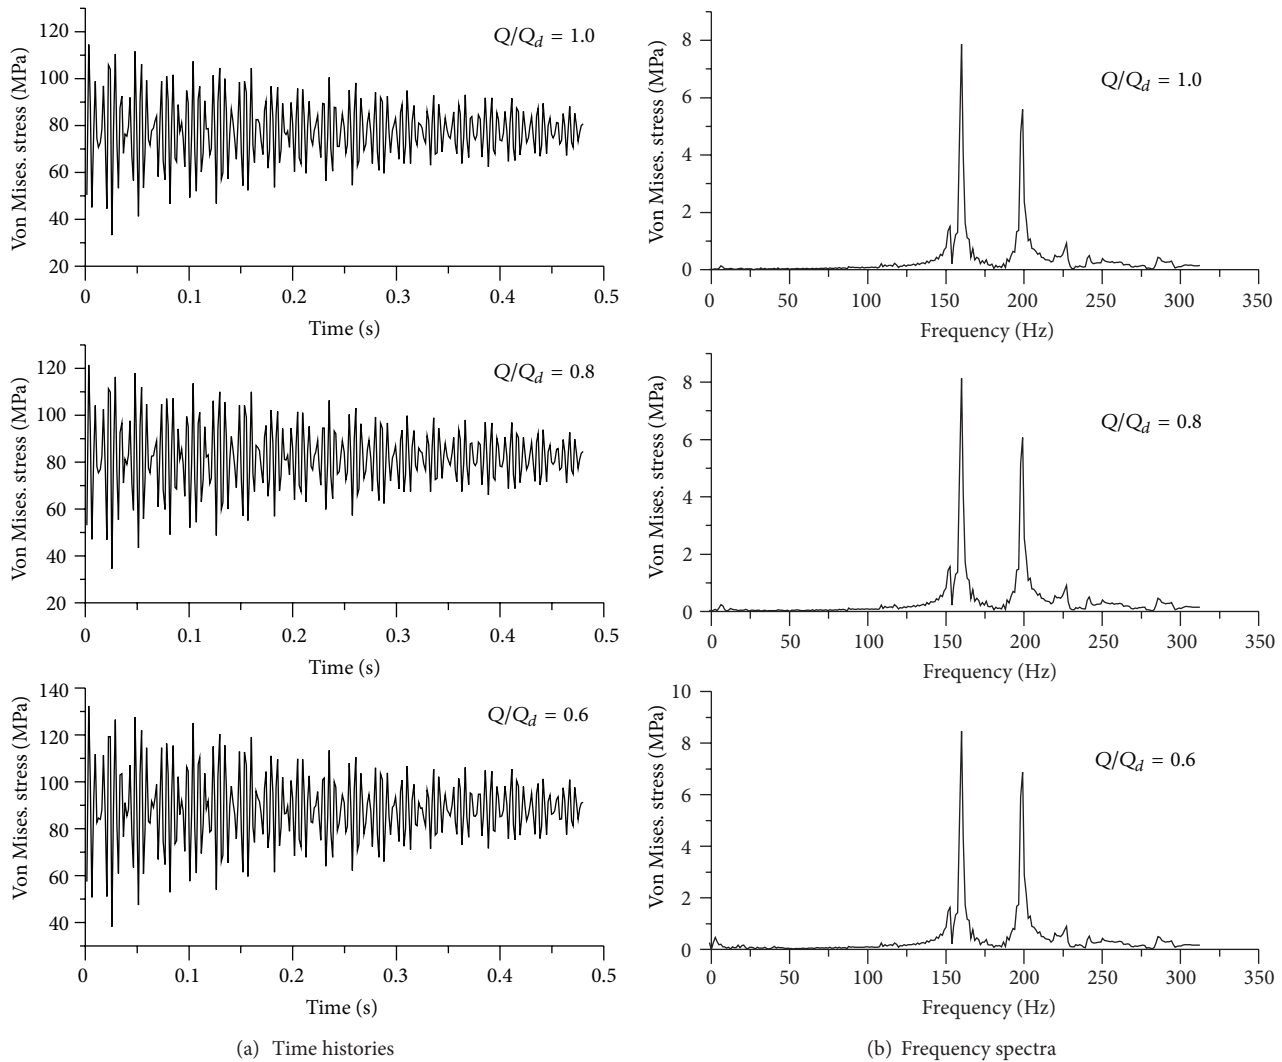 120
100
80
60
40
20
Von Mises. stress (MPa)
Q/Q_d = 1.0
0 0.1 0.2 0.3 0.4 0.5
Time (s)
8
6
4
2
0
Von Mises. stress (MPa)
Q/Q_d = 1.0
0 50 100 150 200 250 300 350
Frequency (Hz)
120
100
80
60
40
20
Von Mises. stress (MPa)
Q/Q_d = 0.8
0 0.1 0.2 0.3 0.4 0.5
Time (s)
8
6
4
2
0
Von Mises. stress (MPa)
Q/Q_d = 0.8
0 50 100 150 200 250 300 350
Frequency (Hz)
140
120
100
80
60
40
Von Mises. stress (MPa)
Q/Q_d = 0.6
0 0.1 0.2 0.3 0.4 0.5
Time (s)
10
8
6
4
2
0
Von Mises. stress (MPa)
Q/Q_d = 0.6
0 50 100 150 200 250 300 350
Frequency (Hz)
(a) Time histories
(b) Frequency spectra